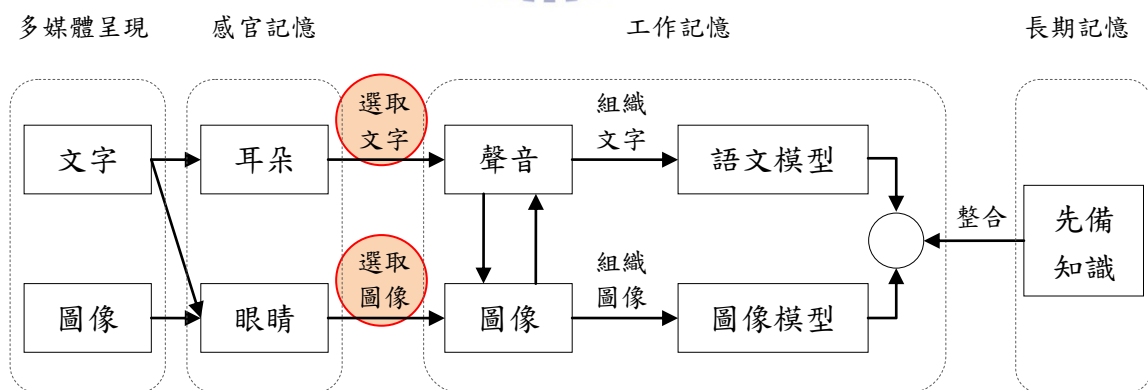 多媒體呈現
感官記憶
工作記憶
長期記憶
選取
文字
組織
文字
文字
耳朵
聲音
語文模型
整合
先備
知識
選取
圖像
組織
圖像
圖像
眼睛
圖像
圖像模型